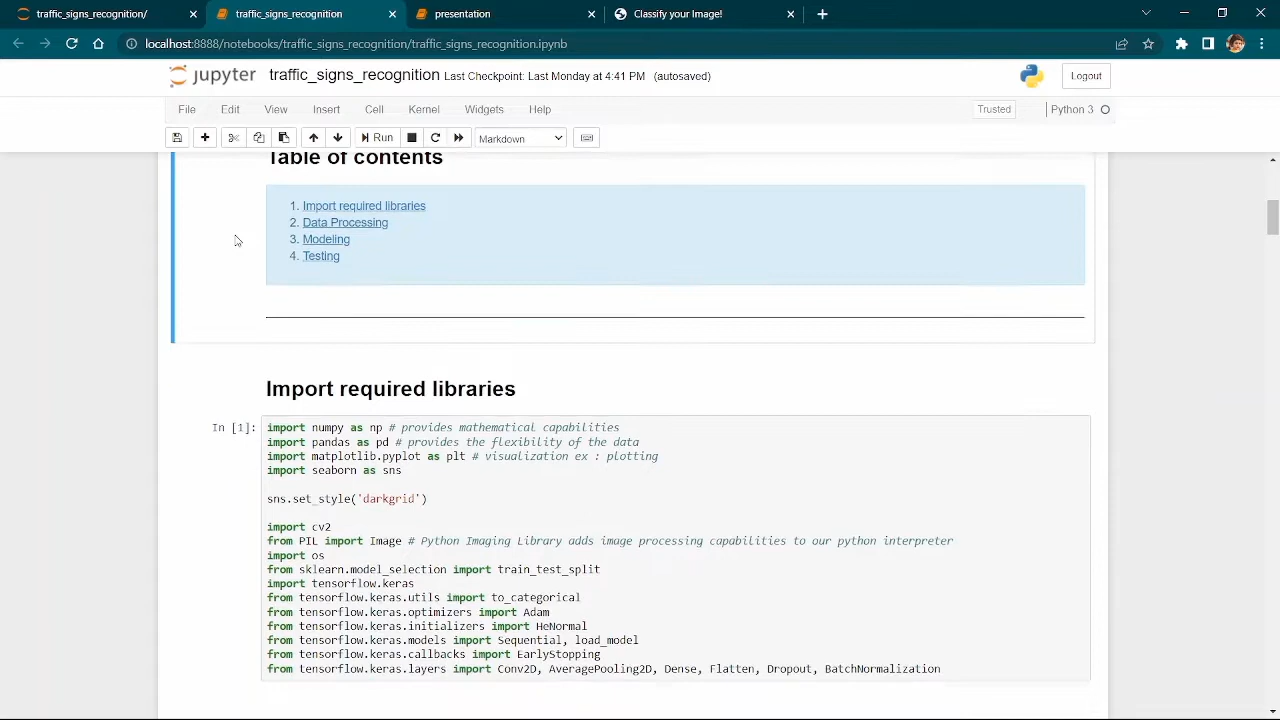 traffic_signs_recognition/
traffic_signs_recognition
presentation
Classify your Image!
localhost:8888/notebooks/traffic_signs_recognition/traffic_signs_recognition.ipynb
jupyter traffic_signs_recognition Last Checkpoint: Last Monday at 4:41 PM (autosaved)
Logout
File Edit View Insert Cell Kernel Widgets Help
Trusted
Python 3
Run
Markdown
Table of contents
1. Import required libraries
2. Data Processing
3. Modeling
4. Testing
Import required libraries
In [1]:
import numpy as np # provides mathematical capabilities
import pandas as pd # provides the flexibility of the data
import matplotlib.pyplot as plt # visualization ex : plotting
import seaborn as sns
sns.set_style('darkgrid')
import cv2
from PIL import Image # Python Imaging Library adds image processing capabilities to our python interpreter
import os
from sklearn.model_selection import train_test_split
import tensorflow.keras
from tensorflow.keras.utils import to_categorical
from tensorflow.keras.optimizers import Adam
from tensorflow.keras.initializers import HeNormal
from tensorflow.keras.models import Sequential, load_model
from tensorflow.keras.callbacks import EarlyStopping
from tensorflow.keras.layers import Conv2D, AveragePooling2D, Dense, Flatten, Dropout, BatchNormalization